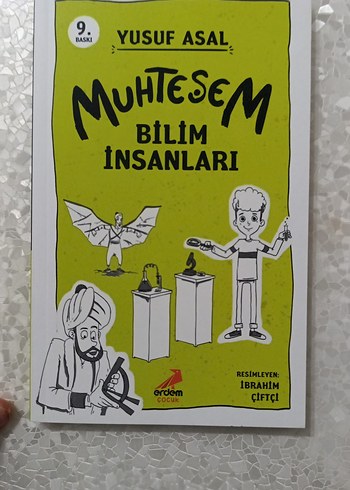 9.
BASKI
YUSUF ASAL
MUHTEŞEM
BİLİM
İNSANLARI
RESİMLEYEN:
İBRAHİM
ÇİFTÇİ
erdem
çocuk